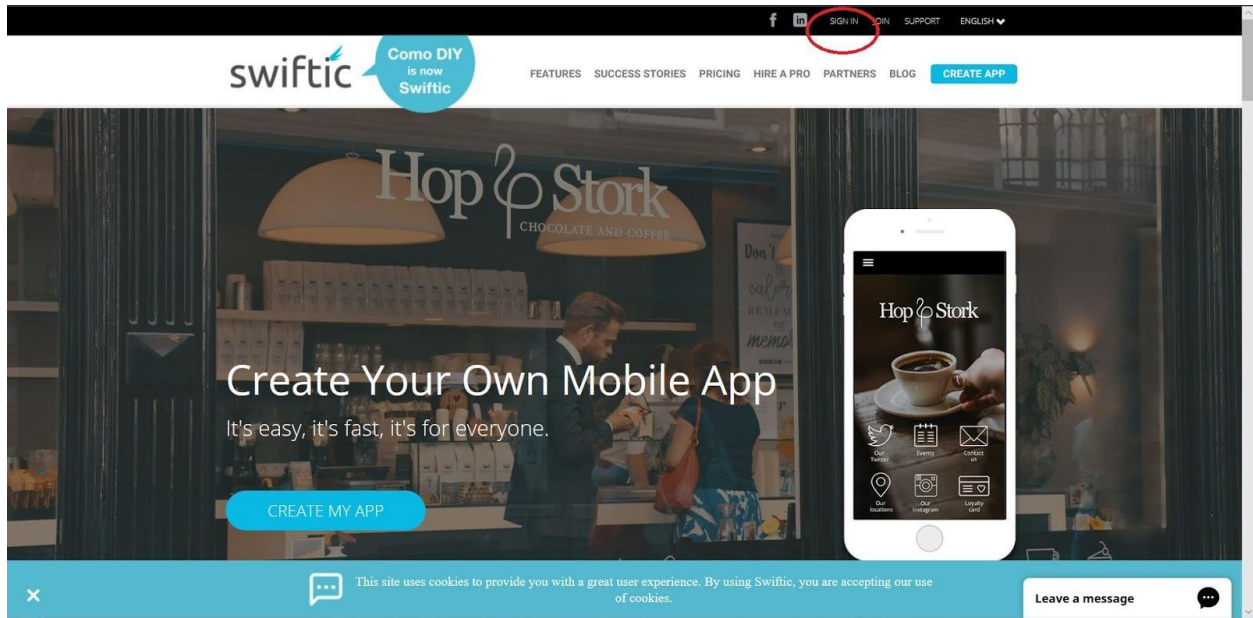 f in SIGN IN JOIN SUPPORT ENGLISH
swiftic
Como DIY
is now
Swiftic
FEATURES SUCCESS STORIES PRICING HIRE A PRO PARTNERS BLOG CREATE APP
Hop Stork
CHOCOLATE AND COFFEE
Don't
memo
Create Your Own Mobile App
It's easy, it's fast, it's for everyone.
CREATE MY APP
Hop Stork
Our
Twitter
Events
Contact
us
Our
locations
Our
Instagram
Loyalty
card
This site uses cookies to provide you with a great user experience. By using Swiftic, you are accepting our use
of cookies.
Leave a message